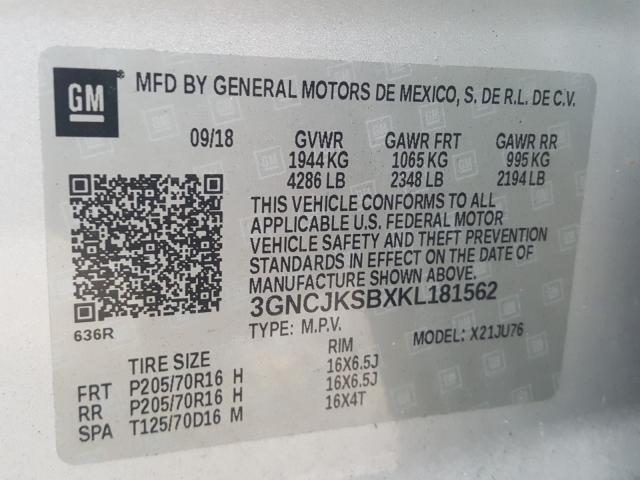 GM ® MFD BY GENERAL MOTORS DE MEXICO, S. DE R.L. DE C.V.
09/18 GVWR GAWR FRT GAWR RR
1944 KG 1065 KG 995 KG
4286 LB 2348 LB 2194 LB
THIS VEHICLE CONFORMS TO ALL
APPLICABLE U.S. FEDERAL MOTOR
VEHICLE SAFETY AND THEFT PREVENTION
STANDARDS IN EFFECT ON THE DATE OF
MANUFACTURE SHOWN ABOVE.
3GNCJKSBXKL181562
636R TYPE: M.P.V. MODEL: X21JU76
TIRE SIZE RIM
FRT P205/70R16 H 16X6.5J
RR P205/70R16 H 16X6.5J
SPA T125/70D16 M 16X4T